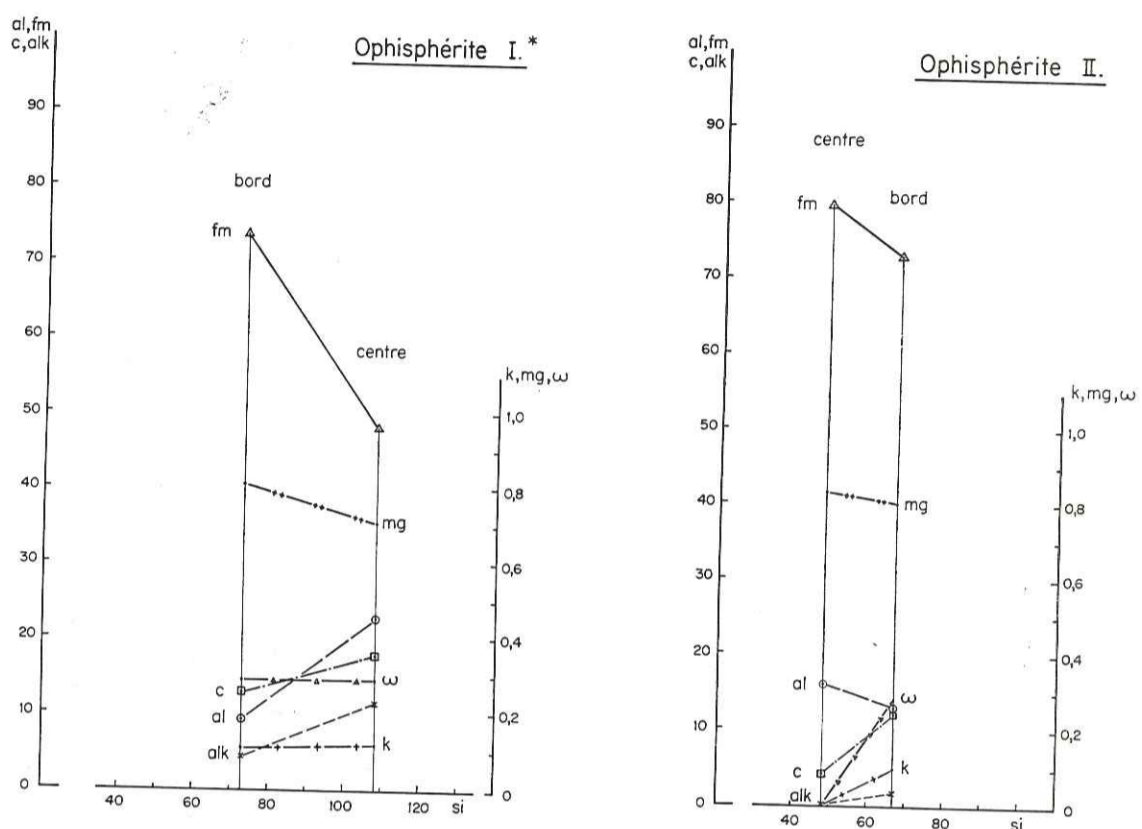 al,fm
c,alk
Ophisphérite I.*
90
80
70
60
50
40
30
20
10
0
bord
fm
centre
k,mg,ω
1,0
0,8
0,6
0,4
0,2
0
mg
c
al
alk
ω
k
40
60
80
100
120
si
al,fm
c,alk
Ophisphérite II.
90
80
70
60
50
40
30
20
10
0
centre
fm
bord
k,mg,ω
1,0
0,8
0,6
0,4
0,2
0
mg
al
c
alk
ω
k
40
60
80
si